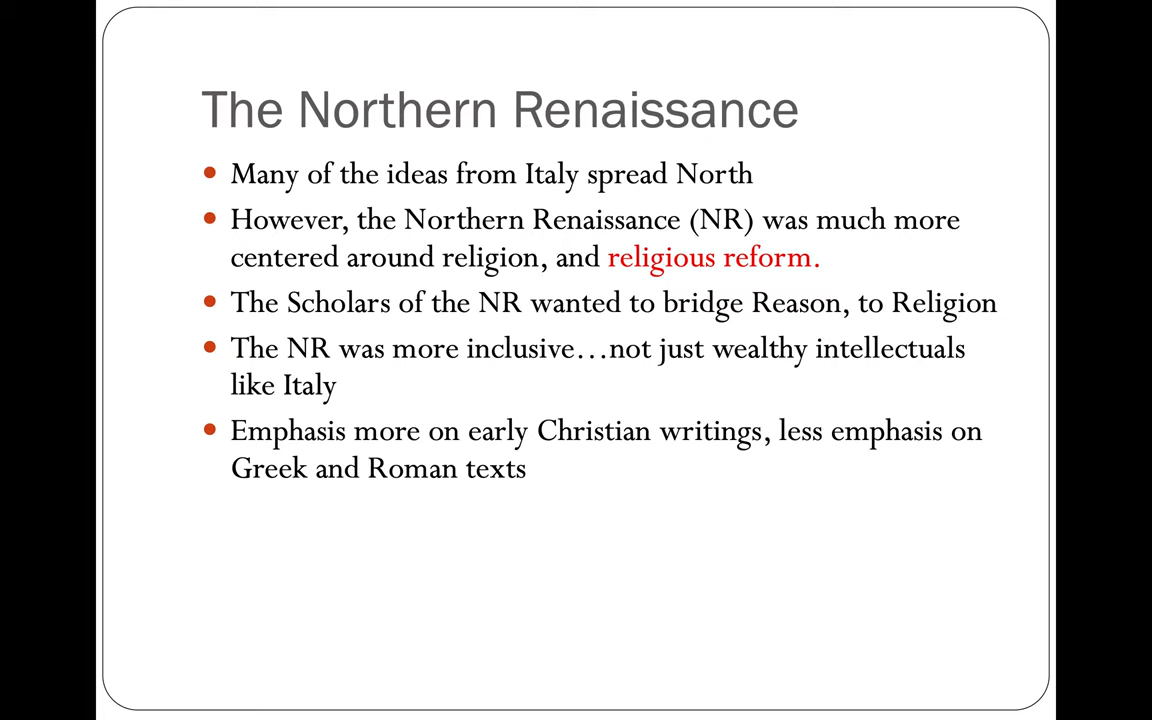 The Northern Renaissance
• Many of the ideas from Italy spread North
• However, the Northern Renaissance (NR) was much more
centered around religion, and religious reform.
• The Scholars of the NR wanted to bridge Reason, to Religion
• The NR was more inclusive…not just wealthy intellectuals
like Italy
• Emphasis more on early Christian writings, less emphasis on
Greek and Roman texts